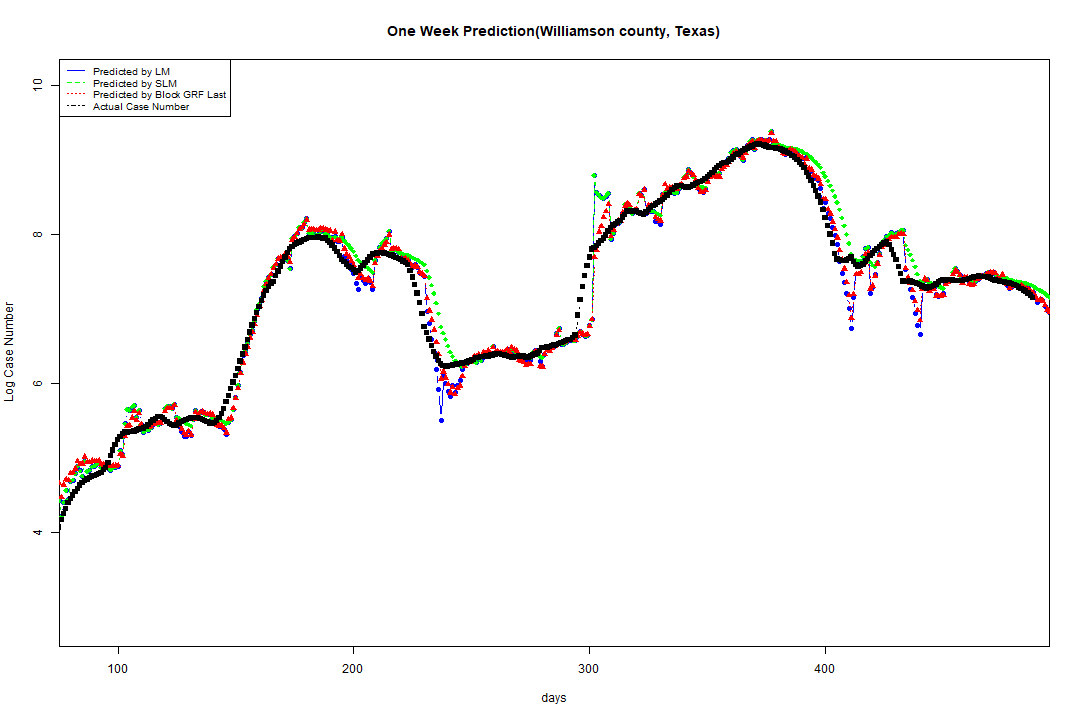 One Week Prediction(Williamson county, Texas)
Predicted by LM
Predicted by SLM
Predicted by Block GRF Last
Actual Case Number
10
8
6
4
Log Case Number
100 200 300 400
days